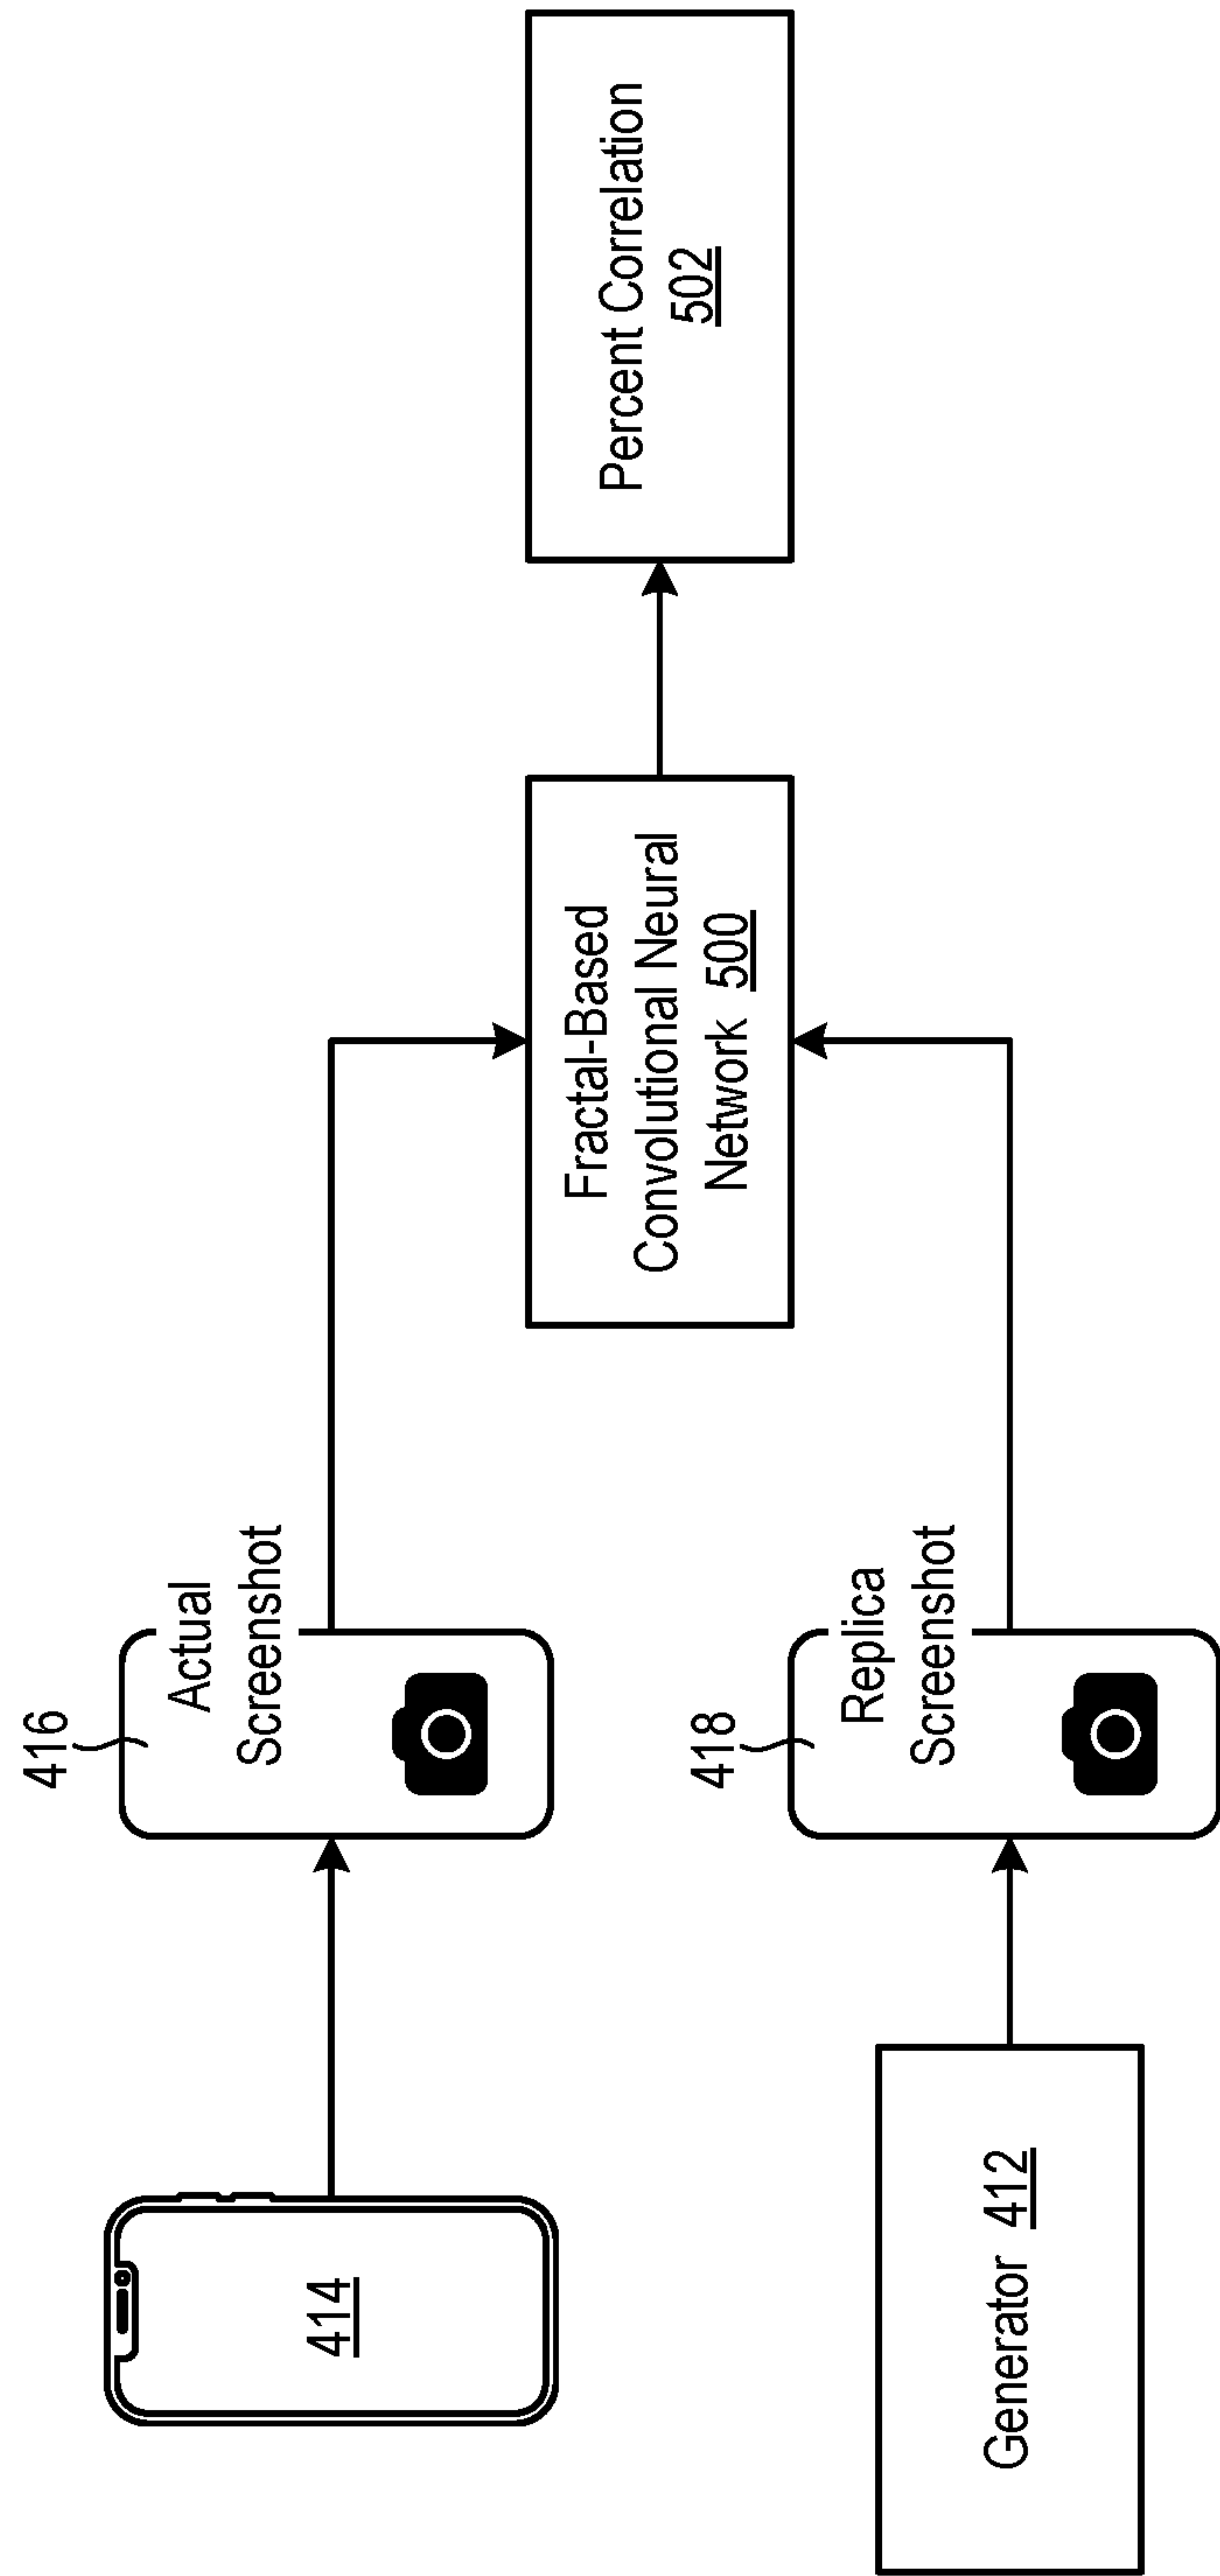 414
416
Actual
Screenshot
Generator 412
418
Replica
Screenshot
Fractal-Based
Convolutional Neural
Network 500
Percent Correlation
502